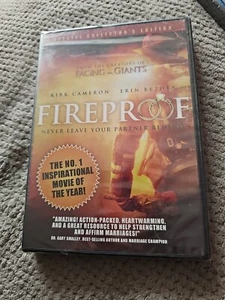 SPECIAL COLLECTOR'S EDITION
FROM THE CREATORS OF
FACING THE GIANTS
KIRK CAMERON ERIN BETHEA
FIREPROOF
NEVER LEAVE YOUR PARTNER
THE NO. 1
INSPIRATIONAL
MOVIE OF THE
YEAR!
"AMAZING! ACTION-PACKED, HEARTWARMING,
AND A GREAT RESOURCE TO HELP STRENGTHEN
AND AFFIRM MARRIAGES!"
DR. GARY SMALLEY, BEST-SELLING AUTHOR AND MARRIAGE CHAMPION